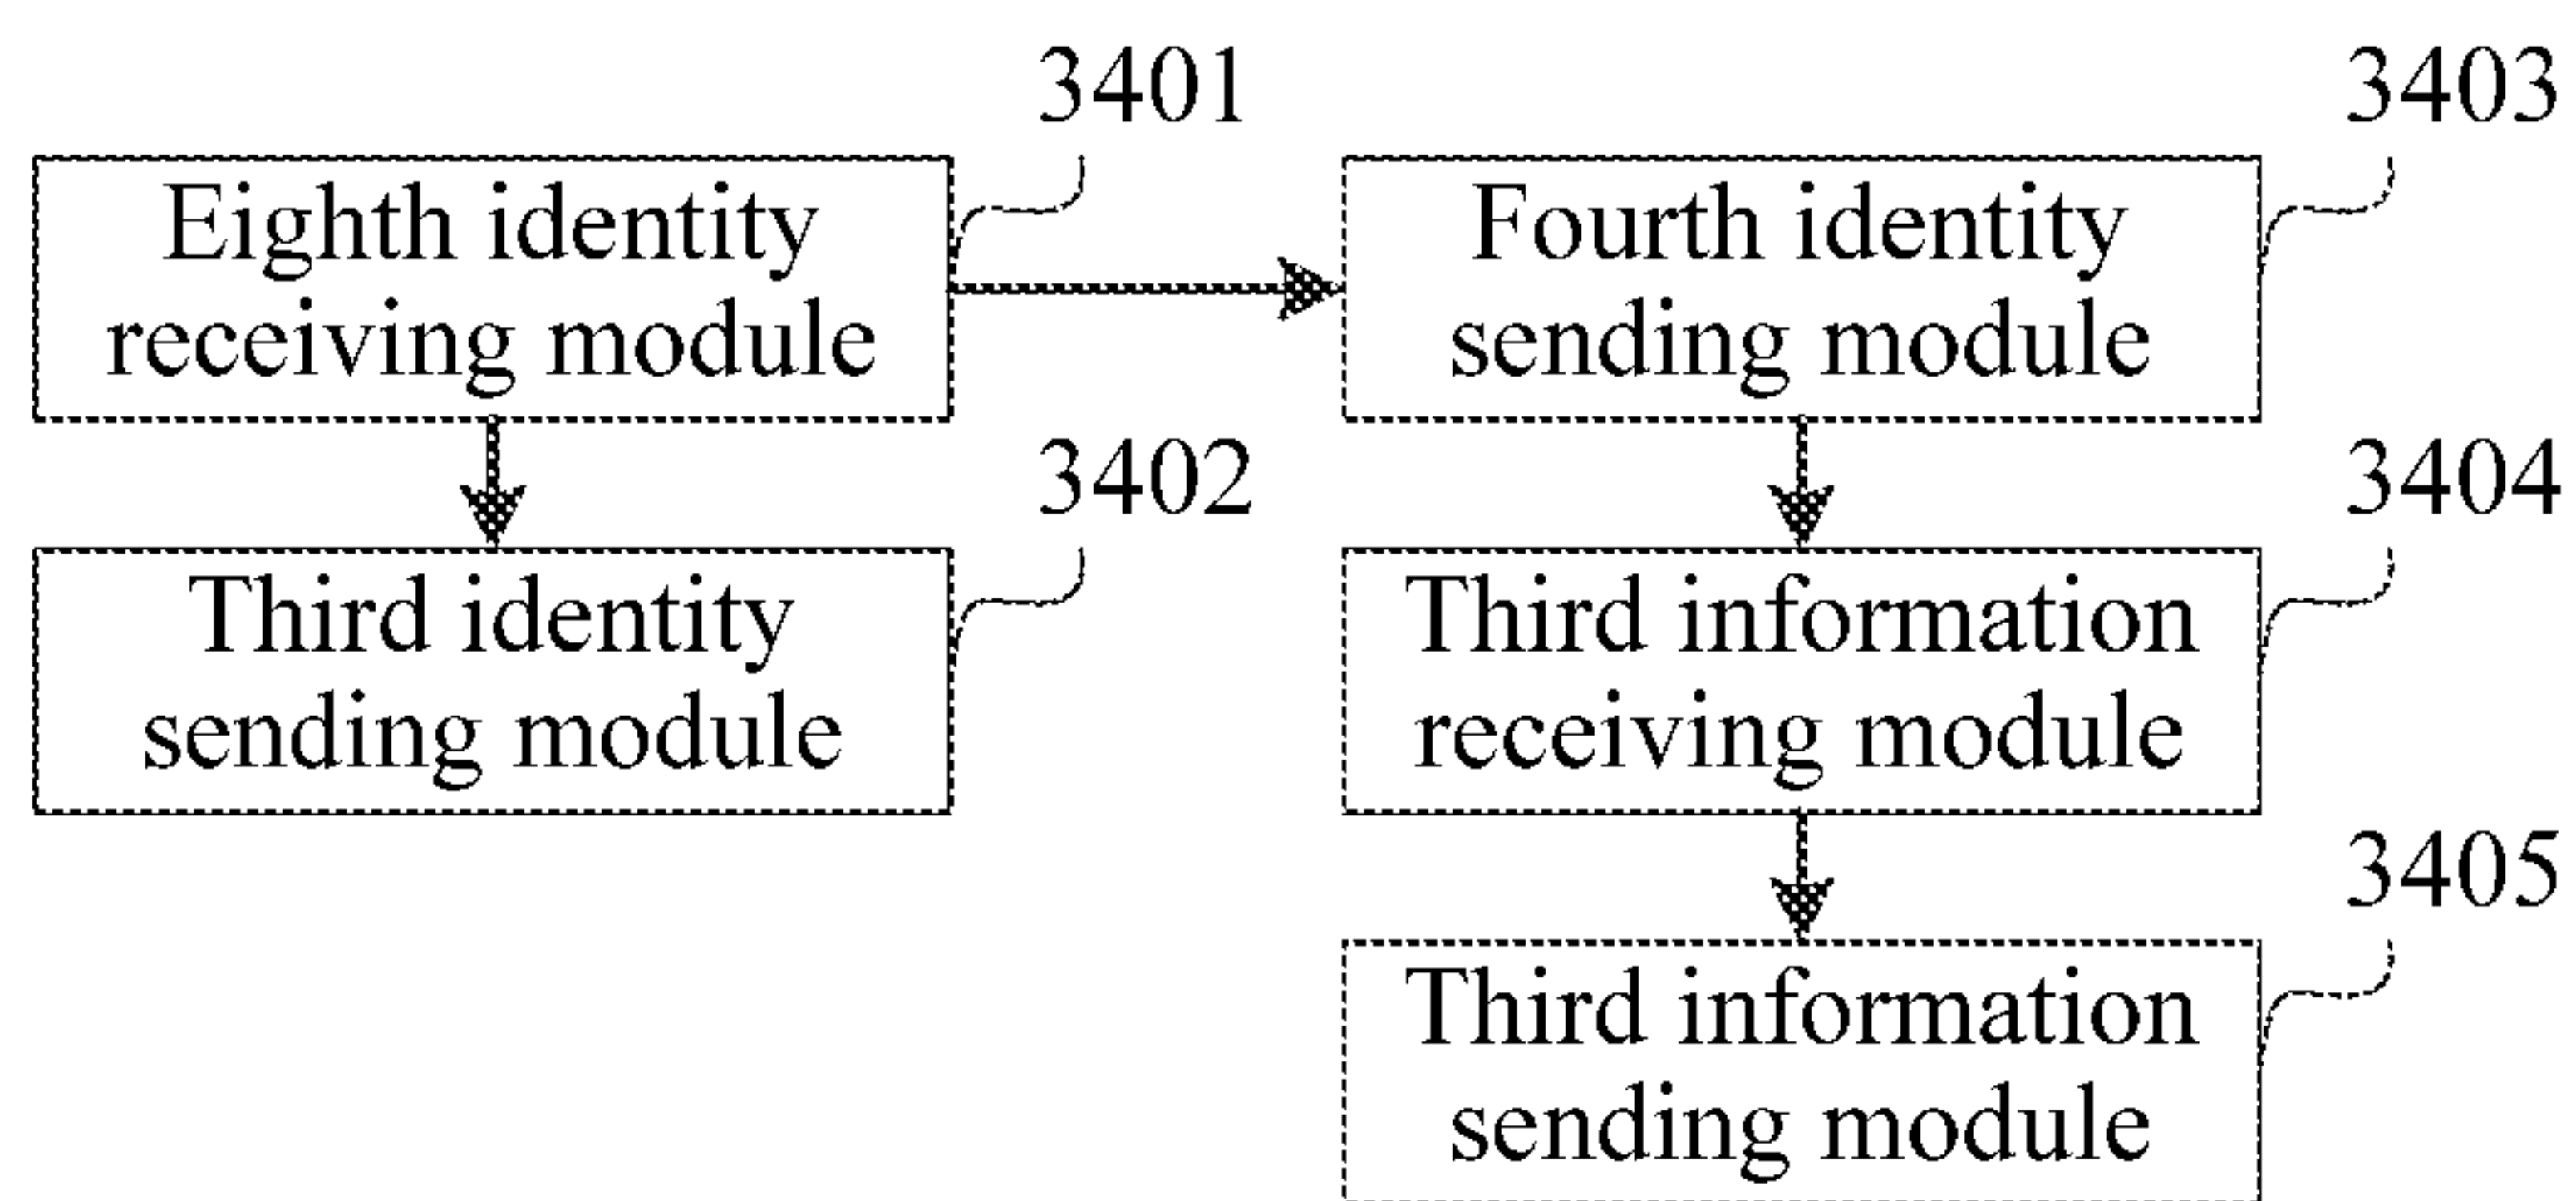 3401
Eighth identity
receiving module
3402
Third identity
sending module
3403
Fourth identity
sending module
3404
Third information
receiving module
3405
Third information
sending module